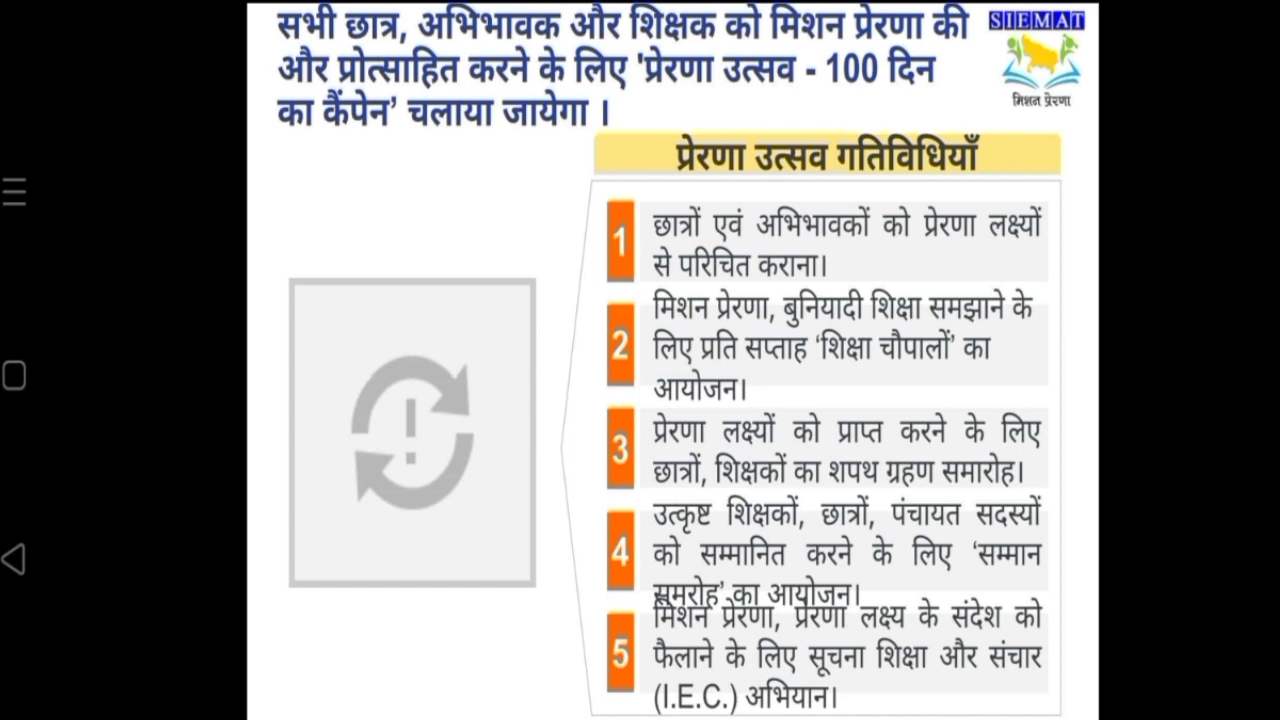 सभी छात्र, अभिभावक और शिक्षक को मिशन प्रेरणा की
और प्रोत्साहित करने के लिए 'प्रेरणा उत्सव - 100 दिन
का कैंपेन’ चलाया जायेगा ।
SIEMAT
मिशन प्रेरणा
प्रेरणा उत्सव गतिविधियाँ
1
छात्रों एवं अभिभावकों को प्रेरणा लक्ष्यों
से परिचित कराना।
2
मिशन प्रेरणा, बुनियादी शिक्षा समझाने के
लिए प्रति सप्ताह ‘शिक्षा चौपालों’ का
आयोजन।
3
प्रेरणा लक्ष्यों को प्राप्त करने के लिए
छात्रों, शिक्षकों का शपथ ग्रहण समारोह।
4
उत्कृष्ट शिक्षकों, छात्रों, पंचायत सदस्यों
को सम्मानित करने के लिए ‘सम्मान
समरोह’ का आयोजन।
5
मिशन प्रेरणा, प्रेरणा लक्ष्य के संदेश को
फैलाने के लिए सूचना शिक्षा और संचार
(I.E.C.) अभियान।